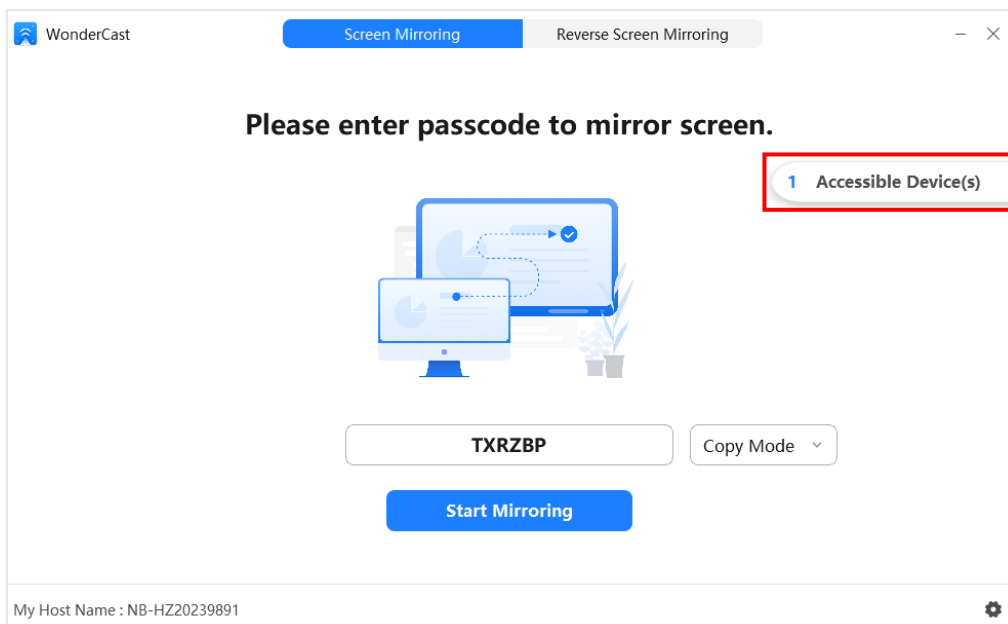 WonderCast
Screen Mirroring
Reverse Screen Mirroring
Please enter passcode to mirror screen.
1 Accessible Device(s)
TXRZBP
Copy Mode
Start Mirroring
My Host Name : NB-HZ20239891